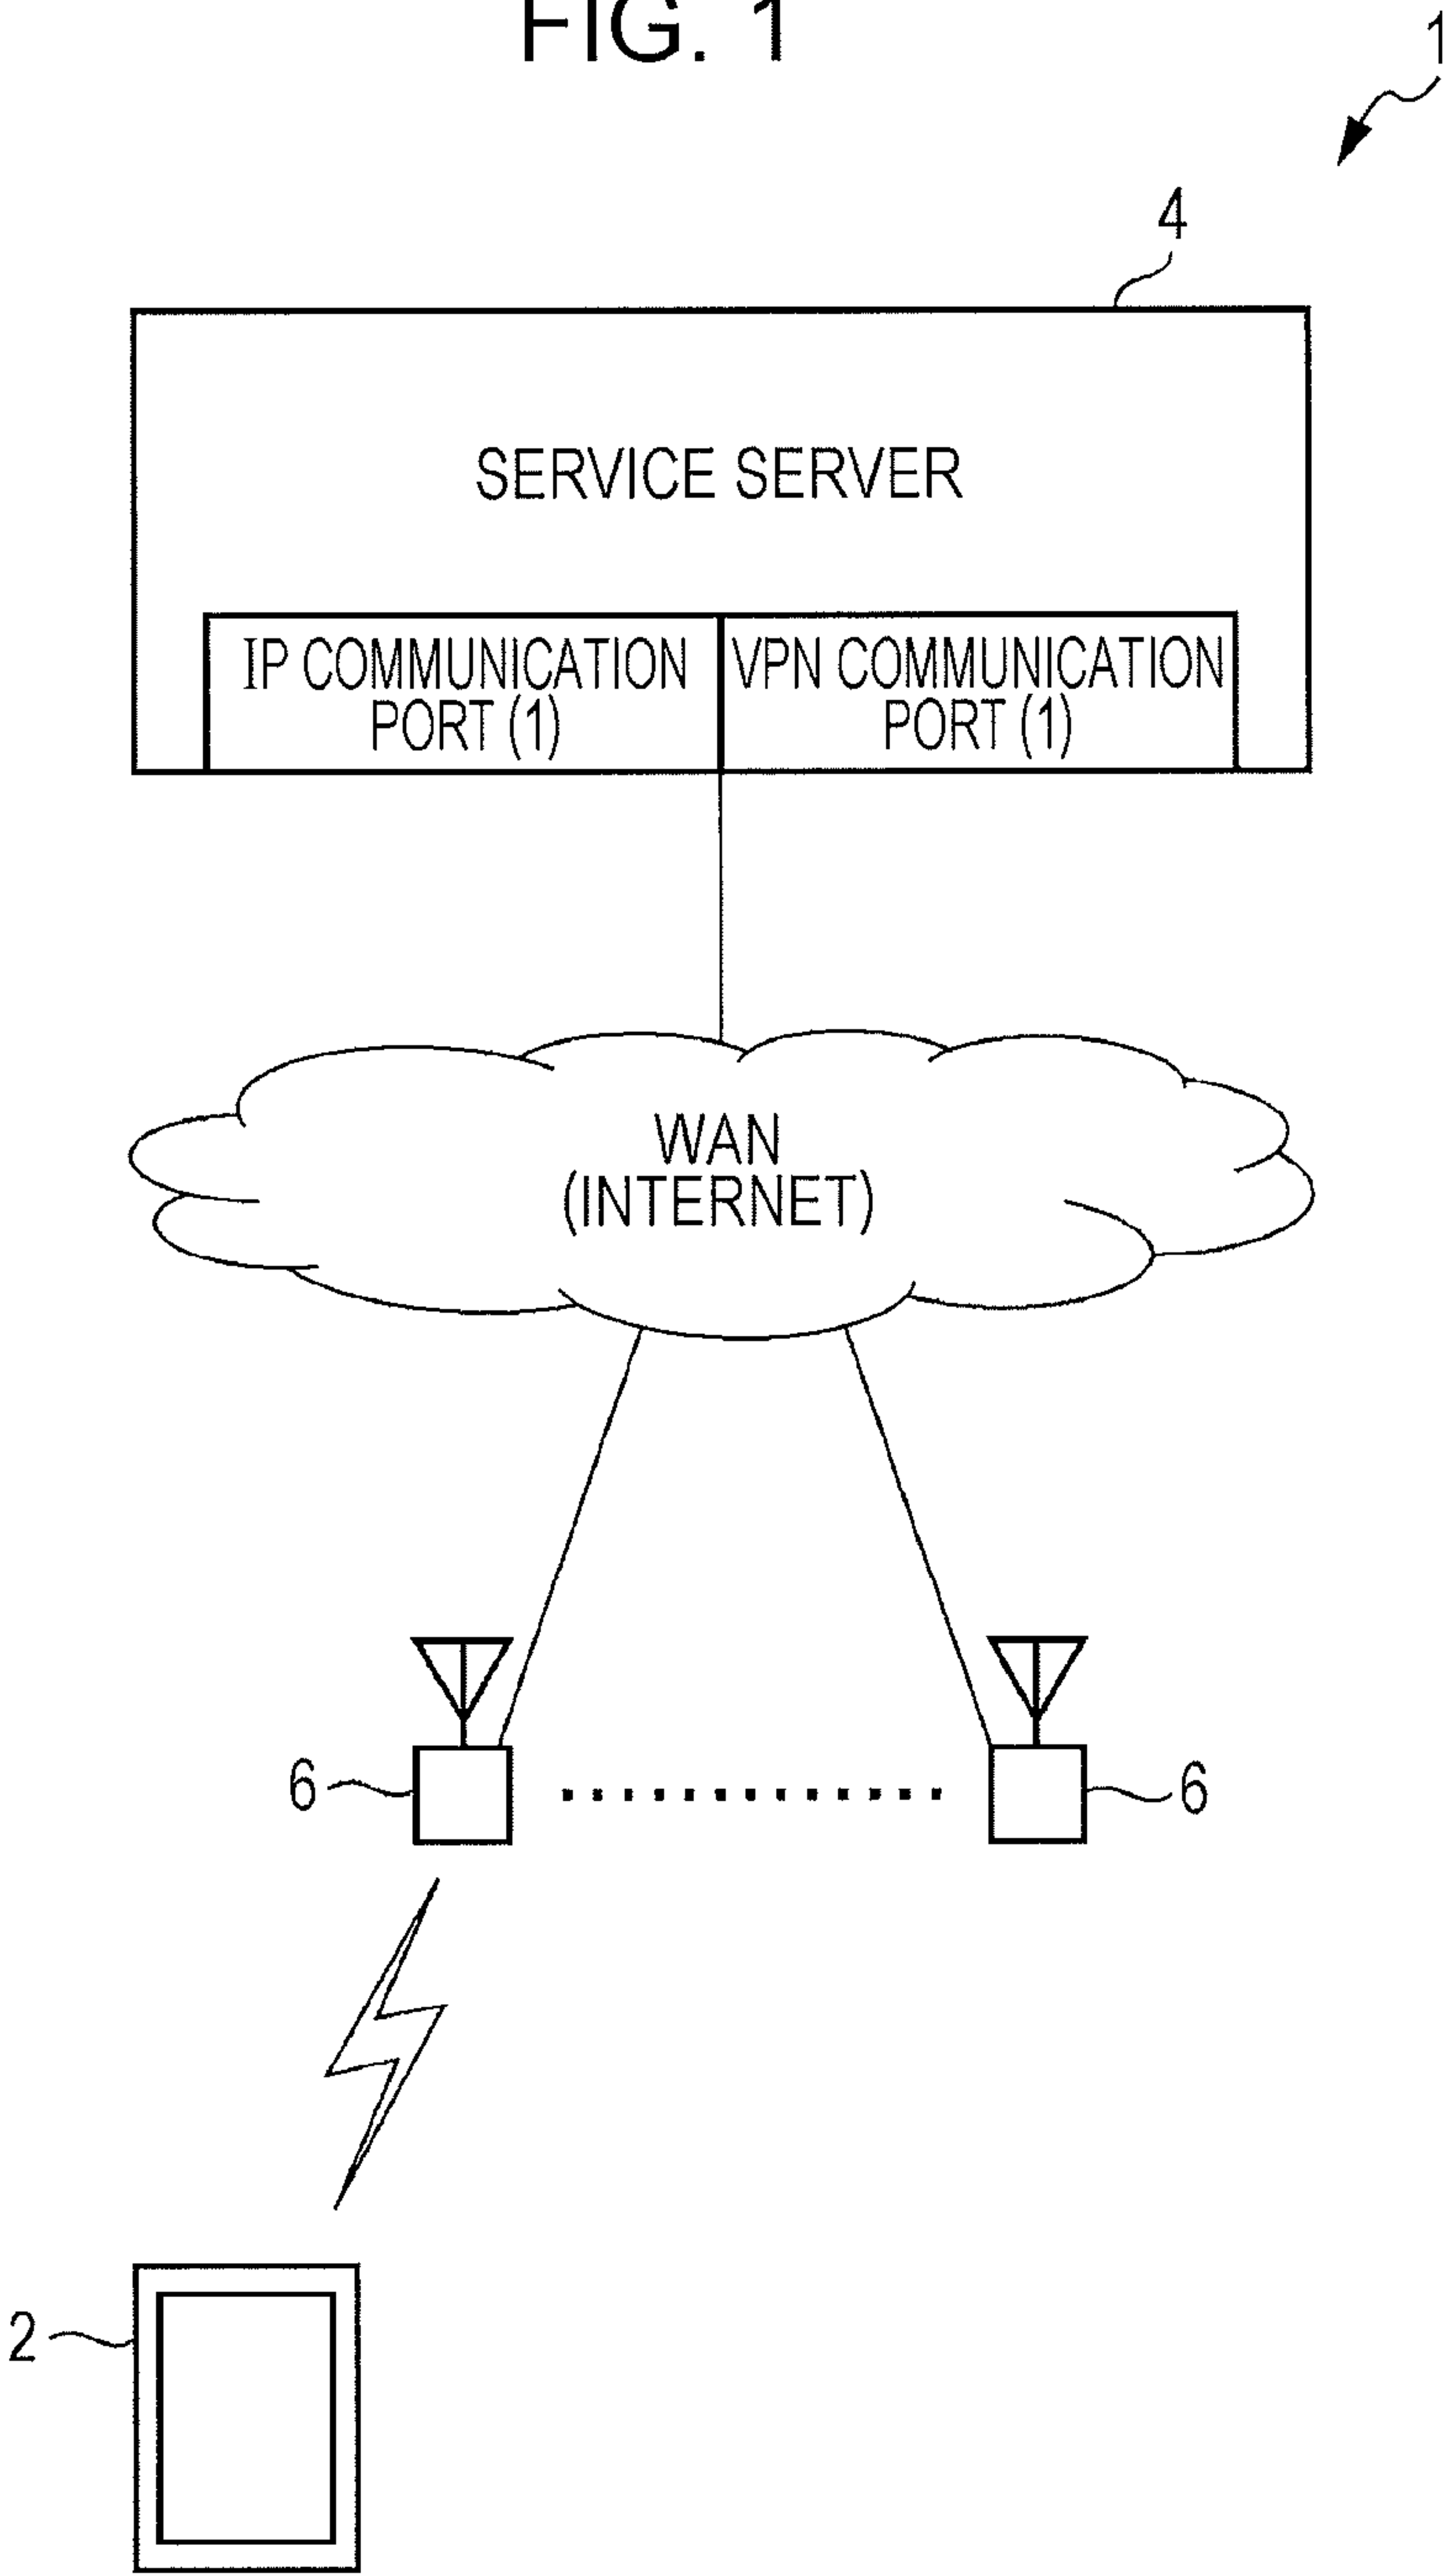 FIG. 1
1
4
SERVICE SERVER
IP COMMUNICATION
PORT (1)
VPN COMMUNICATION
PORT (1)
WAN
(INTERNET)
6
6
2